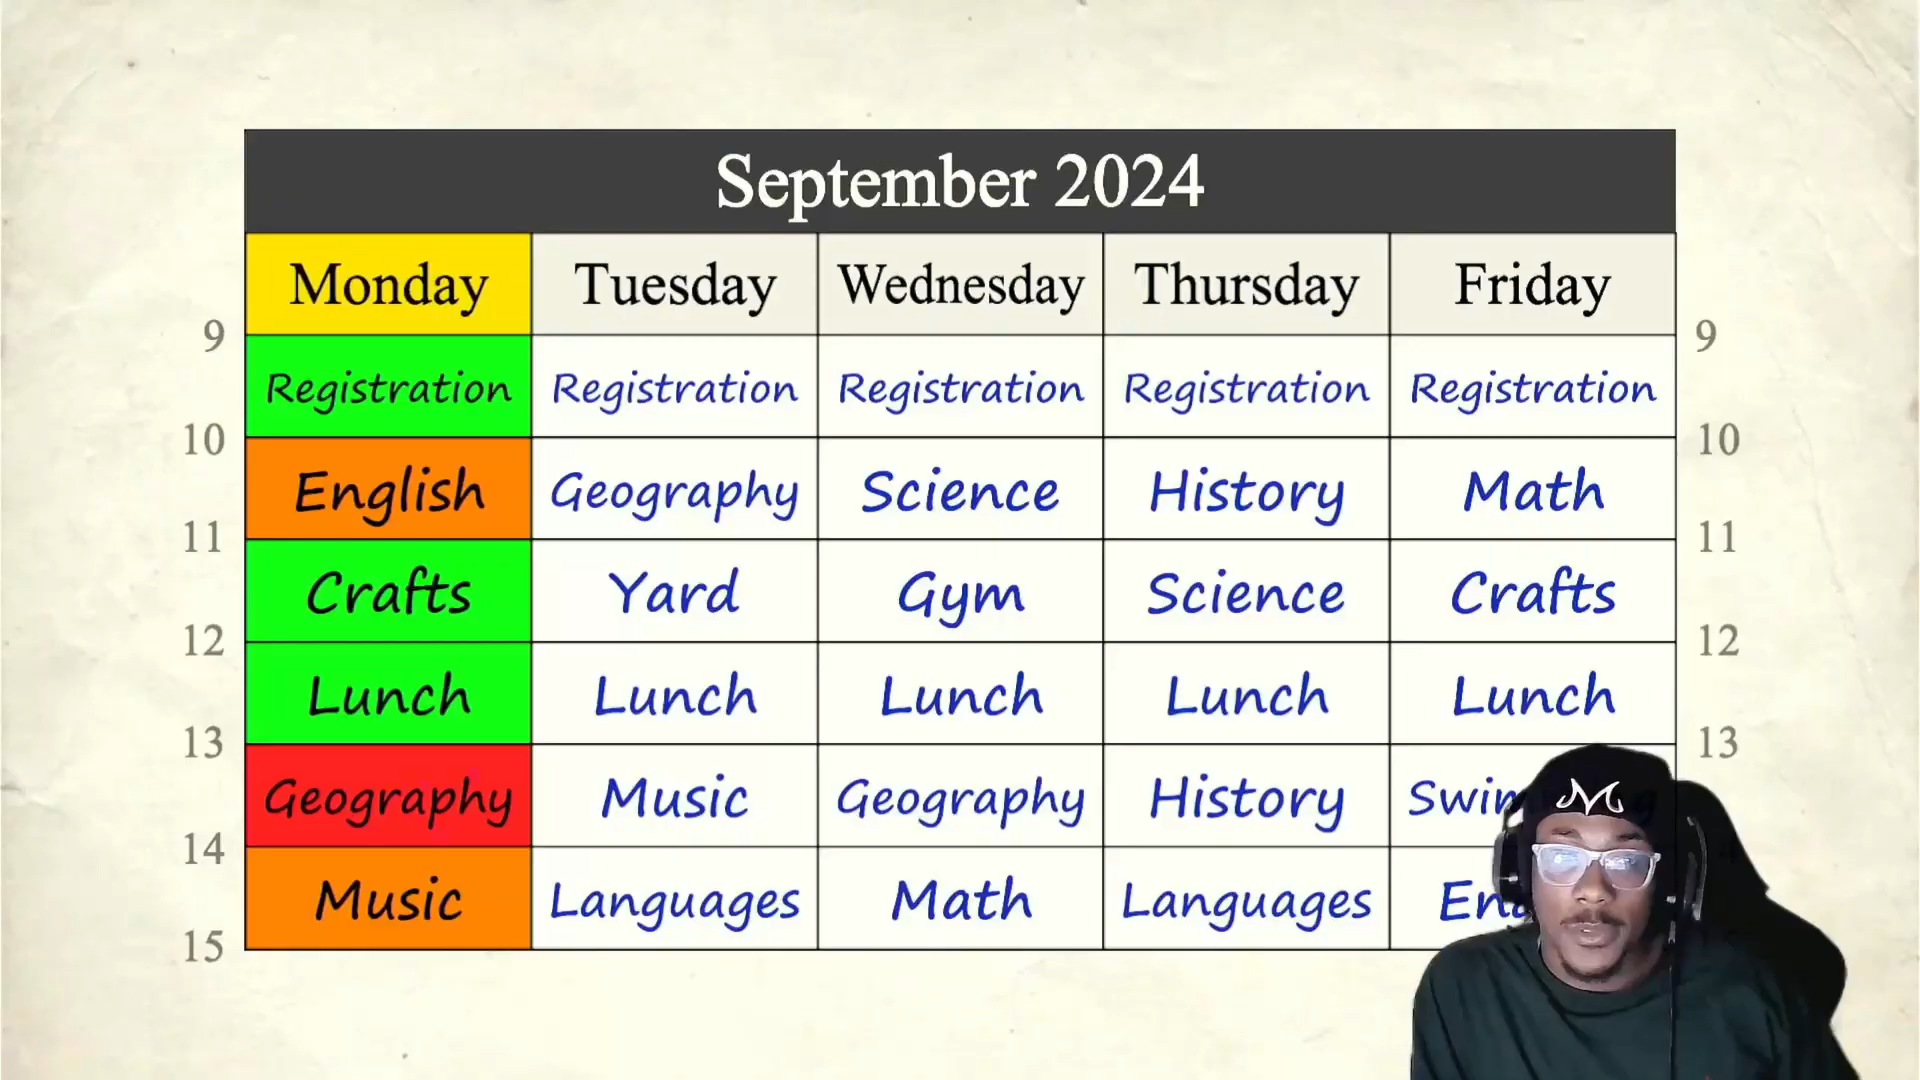 September 2024
Monday Tuesday Wednesday Thursday Friday
9 9
Registration Registration Registration Registration Registration
10 10
English Geography Science History Math
11 11
Crafts Yard Gym Science Crafts
12 12
Lunch Lunch Lunch Lunch Lunch
13 13
Geography Music Geography History
14
Music Languages Math Languages
15